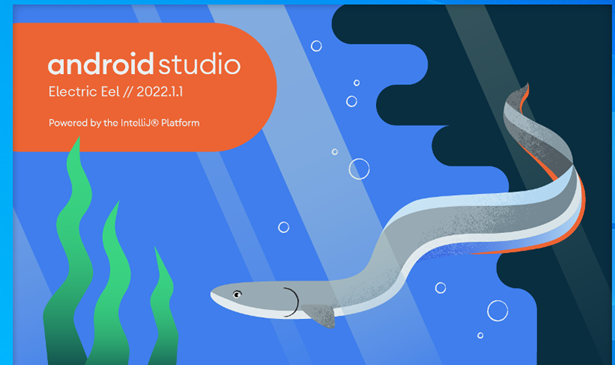 android studio
Electric Eel // 2022.1.1
Powered by the IntelliJ® Platform